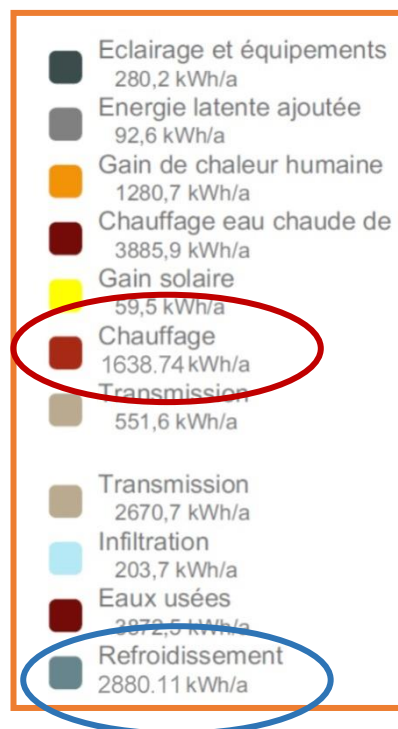 Eclairage et équipements
280,2 kWh/a
Energie latente ajoutée
92,6 kWh/a
Gain de chaleur humaine
1280,7 kWh/a
Chauffage eau chaude de
3885,9 kWh/a
Gain solaire
59,5 kWh/a
Chauffage
1638.74 kWh/a
Transmission
551,6 kWh/a
Transmission
2670,7 kWh/a
Infiltration
203,7 kWh/a
Eaux usées
3872,5 kWh/a
Refroidissement
2880.11 kWh/a